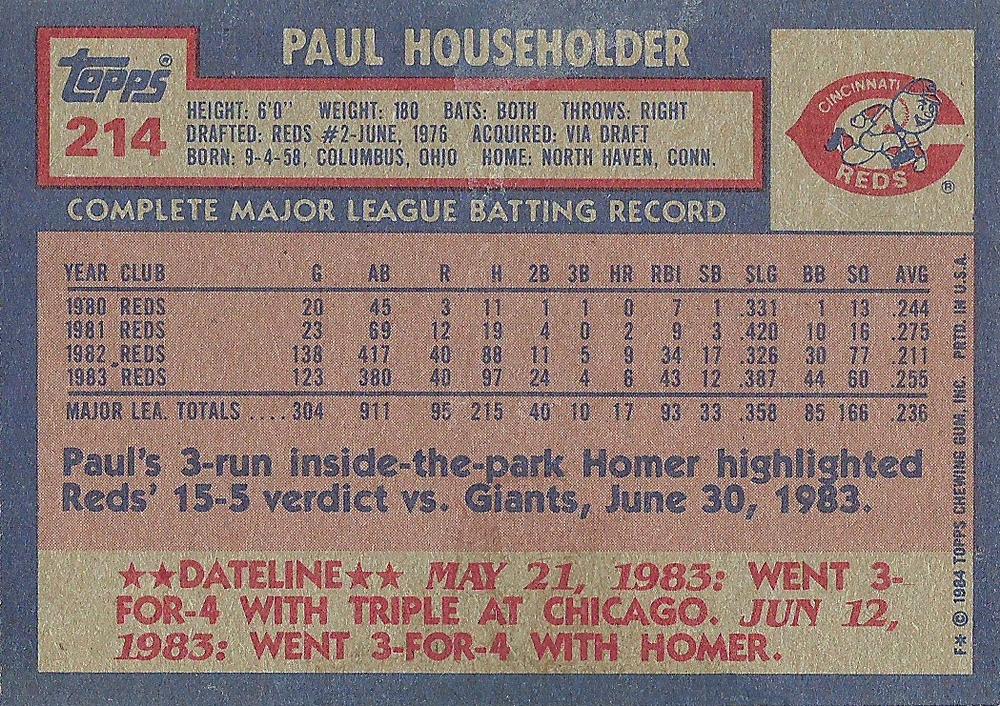 PAUL HOUSEHOLDER
topps®
214
HEIGHT: 6'0" WEIGHT: 180 BATS: BOTH THROWS: RIGHT
DRAFTED: REDS #2-JUNE, 1976 ACQUIRED: VIA DRAFT
BORN: 9-4-58, COLUMBUS, OHIO HOME: NORTH HAVEN, CONN.
CINCINNATI
REDS
®
COMPLETE MAJOR LEAGUE BATTING RECORD
YEAR CLUB G AB R H 2B 3B HR RBI SB SLG BB SO AVG
1980 REDS 20 45 3 11 1 1 0 7 1 .331 1 13 .244
1981 REDS 23 69 12 19 4 0 2 9 3 .420 10 16 .275
1982 REDS 138 417 40 88 11 5 9 34 17 .326 30 77 .211
1983 REDS 123 380 40 97 24 4 6 43 12 .387 44 60 .255
MAJOR LEA. TOTALS ....304 911 95 215 40 10 17 93 33 .358 85 166 .236
Paul's 3-run inside-the-park Homer highlighted
Reds' 15-5 verdict vs. Giants, June 30, 1983.
★★DATELINE★★ MAY 21, 1983: WENT 3-
FOR-4 WITH TRIPLE AT CHICAGO. JUN 12,
1983: WENT 3-FOR-4 WITH HOMER.
F* © 1984 TOPPS CHEWING GUM, INC. PRTD. IN U.S.A.